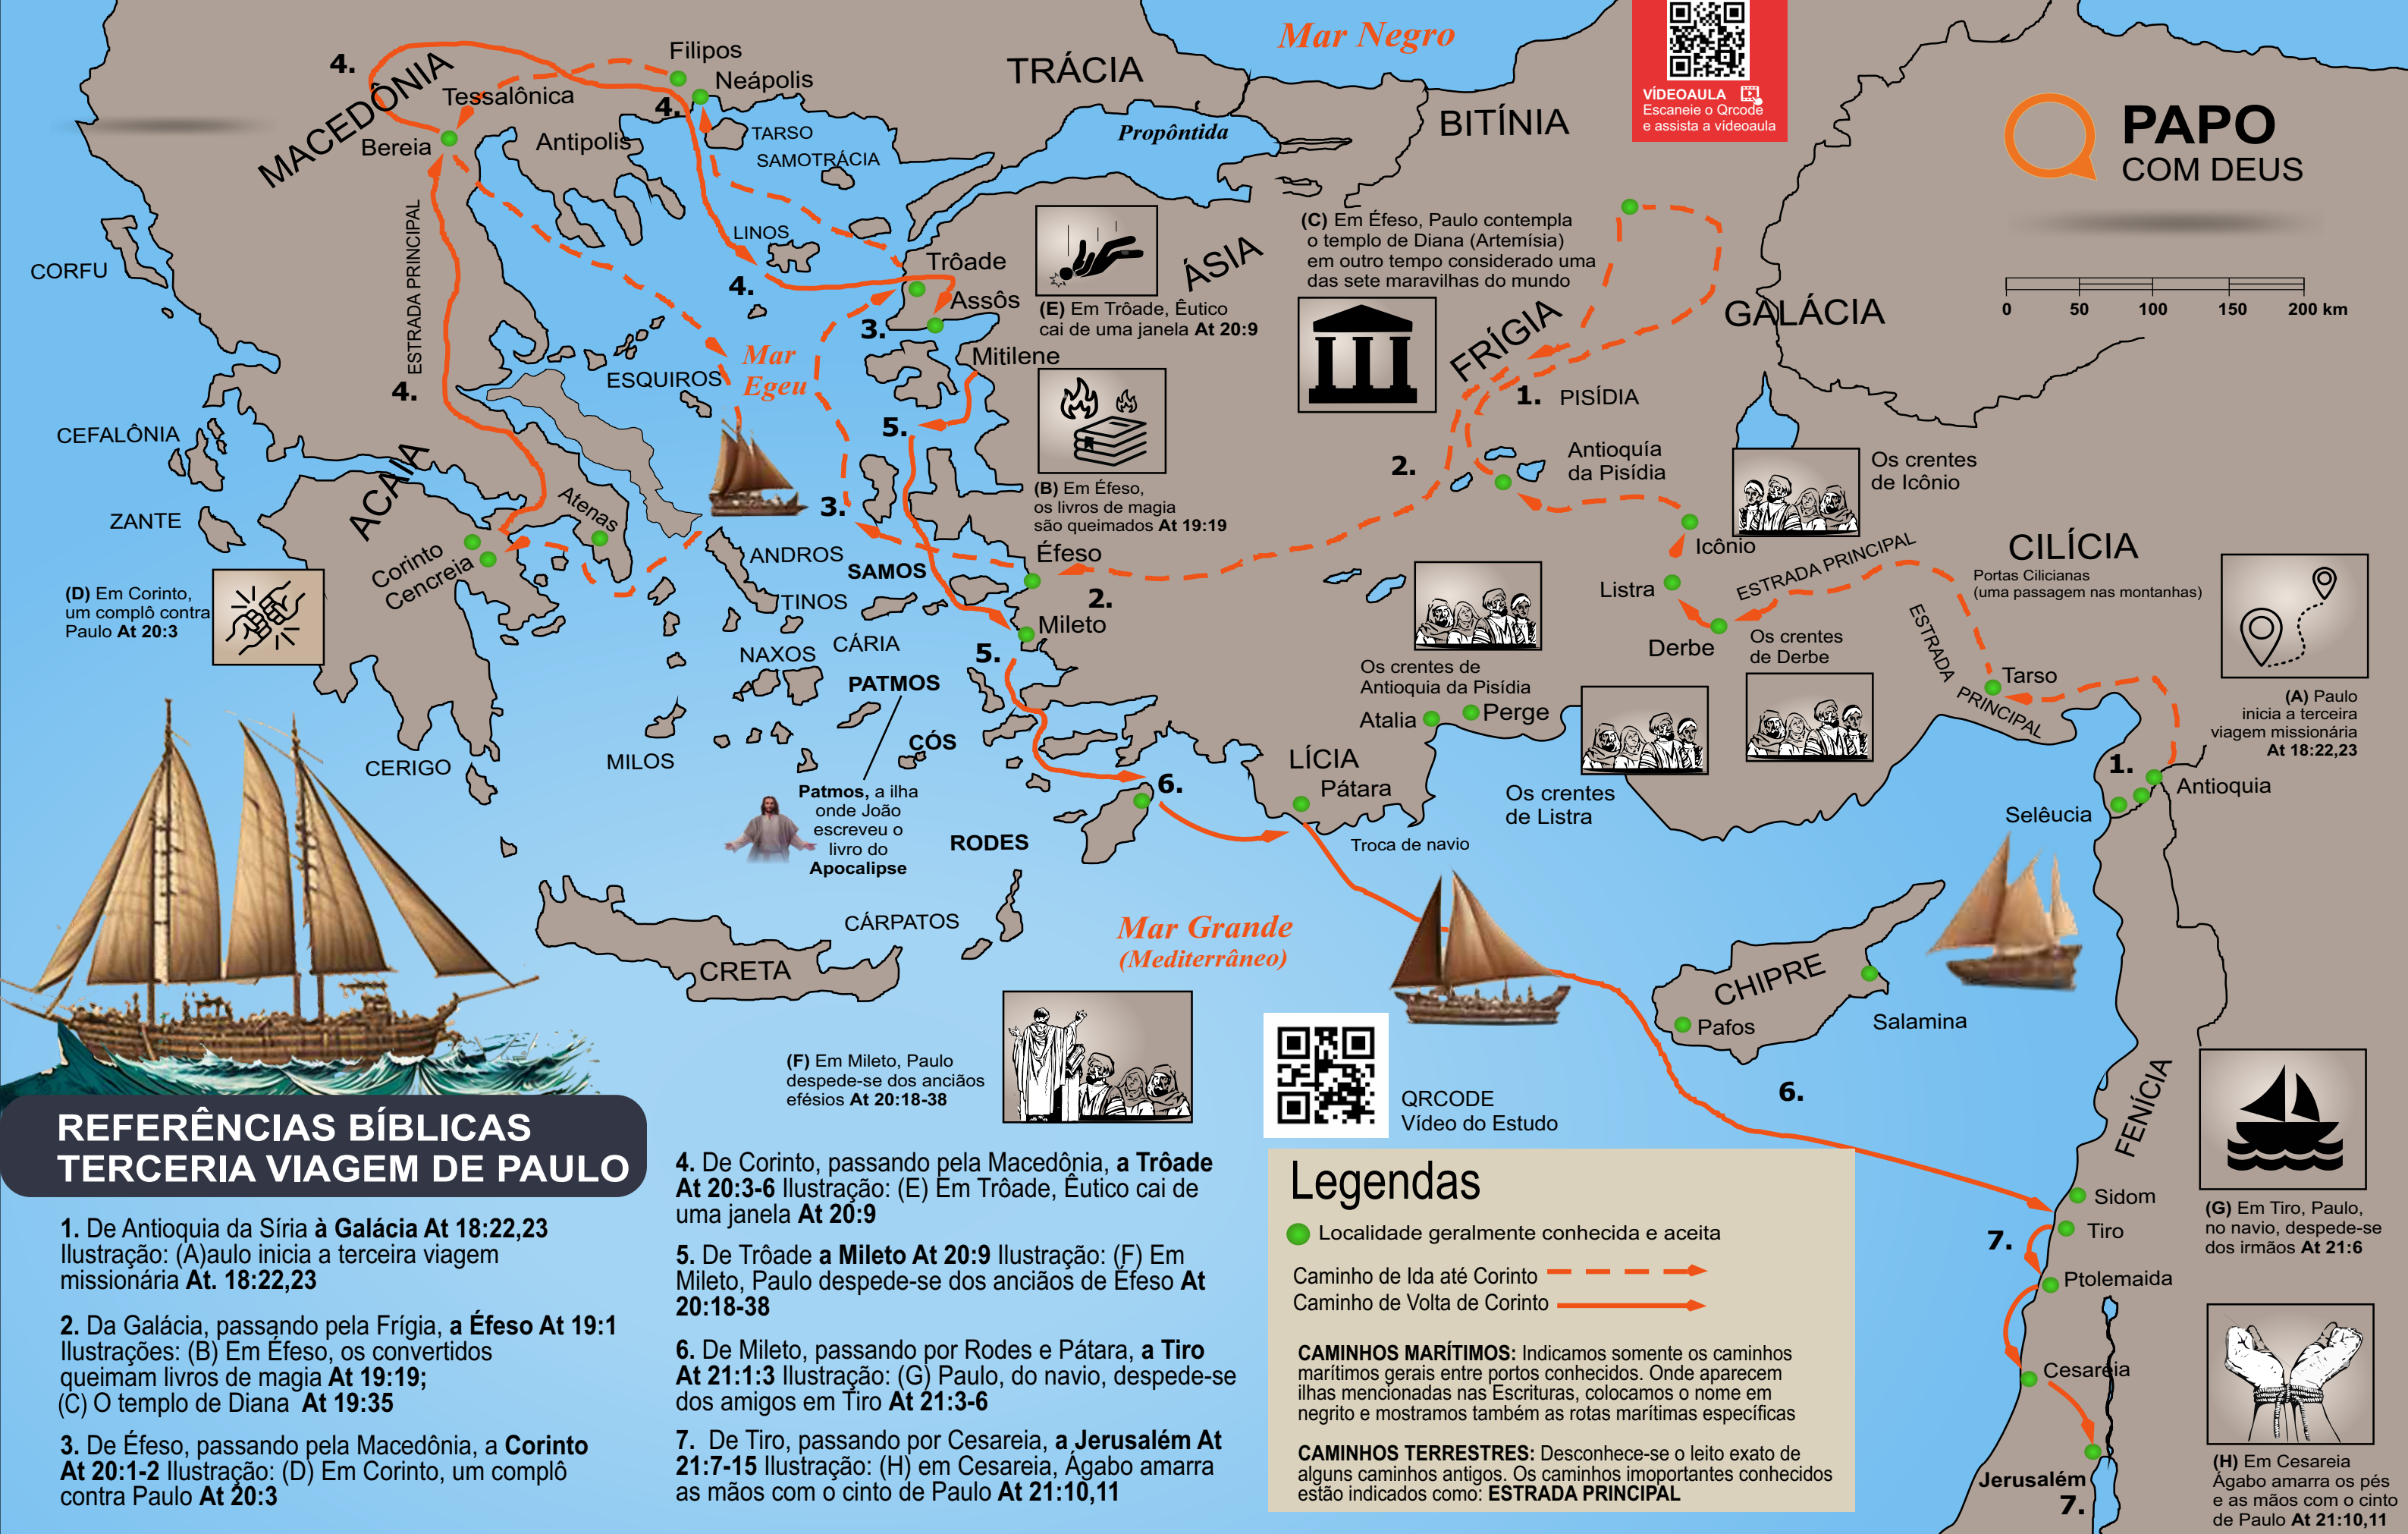 Mar Negro
VÍDEOAULA
Escaneie o Qrcode
e assista a vídeoaula
PAPO
COM DEUS
0 50 100 150 200 km
TRÁCIA
BITÍNIA
Propôntida
MACEDÔNIA
4.
Filipos
Neápolis
4.
Tessalônica
Bereia
Antipolis
TARSO
SAMOTRÁCIA
LINOS
4.
Trôade
Assôs
3.
ÁSIA
(E) Em Trôade, Êutico
cai de uma janela At 20:9
(C) Em Éfeso, Paulo contempla
o templo de Diana (Artemísia)
em outro tempo considerado uma
das sete maravilhas do mundo
FRÍGIA
GALÁCIA
1.
PISÍDIA
CORFU
ESTRADA PRINCIPAL
4.
ESQUIROS
Mar
Egeu
Mitilene
5.
(B) Em Éfeso,
os livros de magia
são queimados At 19:19
2.
Antioquía
da Pisídia
Os crentes
de Icônio
CEFALÔNIA
ACAIA
ZANTE
Atenas
Corinto
Cencreia
3.
ANDROS
SAMOS
TINOS
Éfeso
2.
Mileto
5.
Icônio
Listra
ESTRADA PRINCIPAL
Derbe
CILÍCIA
Portas Cilicianas
(uma passagem nas montanhas)
ESTRADA
PRINCIPAL
Tarso
(A) Paulo
inicia a terceira
viagem missionária
At 18:22,23
(D) Em Corinto,
um complô contra
Paulo At 20:3
CÁRIA
NAXOS
PATMOS
CÓS
MILOS
CERIGO
Patmos, a ilha
onde João
escreveu o
livro do
Apocalipse
RODES
6.
Os crentes de
Antioquia da Pisídia
Atalia
Perge
LÍCIA
Pátara
Troca de navio
Os crentes
de Listra
Os crentes
de Derbe
1.
Antioquia
Selêucia
CÁRPATOS
CRETA
Mar Grande
(Mediterrâneo)
CHIPRE
Pafos
Salamina
6.
FENÍCIA
(F) Em Mileto, Paulo
despede-se dos anciãos
efésios At 20:18-38
QRCODE
Vídeo do Estudo
Sidom
Tiro
7.
Ptolemaida
Cesareia
Jerusalém
7.
(G) Em Tiro, Paulo,
no navio, despede-se
dos irmãos At 21:6
(H) Em Cesareia
Ágabo amarra os pés
e as mãos com o cinto
de Paulo At 21:10,11
REFERÊNCIAS BÍBLICAS
TERCERIA VIAGEM DE PAULO
1. De Antioquia da Síria à Galácia At 18:22,23
Ilustração: (A)aulo inicia a terceira viagem
missionária At. 18:22,23
2. Da Galácia, passando pela Frígia, a Éfeso At 19:1
Ilustrações: (B) Em Éfeso, os convertidos
queimam livros de magia At 19:19;
(C) O templo de Diana At 19:35
3. De Éfeso, passando pela Macedônia, a Corinto
At 20:1-2 Ilustração: (D) Em Corinto, um complô
contra Paulo At 20:3
4. De Corinto, passando pela Macedônia, a Trôade
At 20:3-6 Ilustração: (E) Em Trôade, Êutico cai de
uma janela At 20:9
5. De Trôade a Mileto At 20:9 Ilustração: (F) Em
Mileto, Paulo despede-se dos anciãos de Éfeso At
20:18-38
6. De Mileto, passando por Rodes e Pátara, a Tiro
At 21:1:3 Ilustração: (G) Paulo, do navio, despede-se
dos amigos em Tiro At 21:3-6
7. De Tiro, passando por Cesareia, a Jerusalém At
21:7-15 Ilustração: (H) em Cesareia, Ágabo amarra
as mãos com o cinto de Paulo At 21:10,11
Legendas
Localidade geralmente conhecida e aceita
Caminho de Ida até Corinto
Caminho de Volta de Corinto
CAMINHOS MARÍTIMOS: Indicamos somente os caminhos
marítimos gerais entre portos conhecidos. Onde aparecem
ilhas mencionadas nas Escrituras, colocamos o nome em
negrito e mostramos também as rotas marítimas específicas
CAMINHOS TERRESTRES: Desconhece-se o leito exato de
alguns caminhos antigos. Os caminhos imoportantes conhecidos
estão indicados como: ESTRADA PRINCIPAL